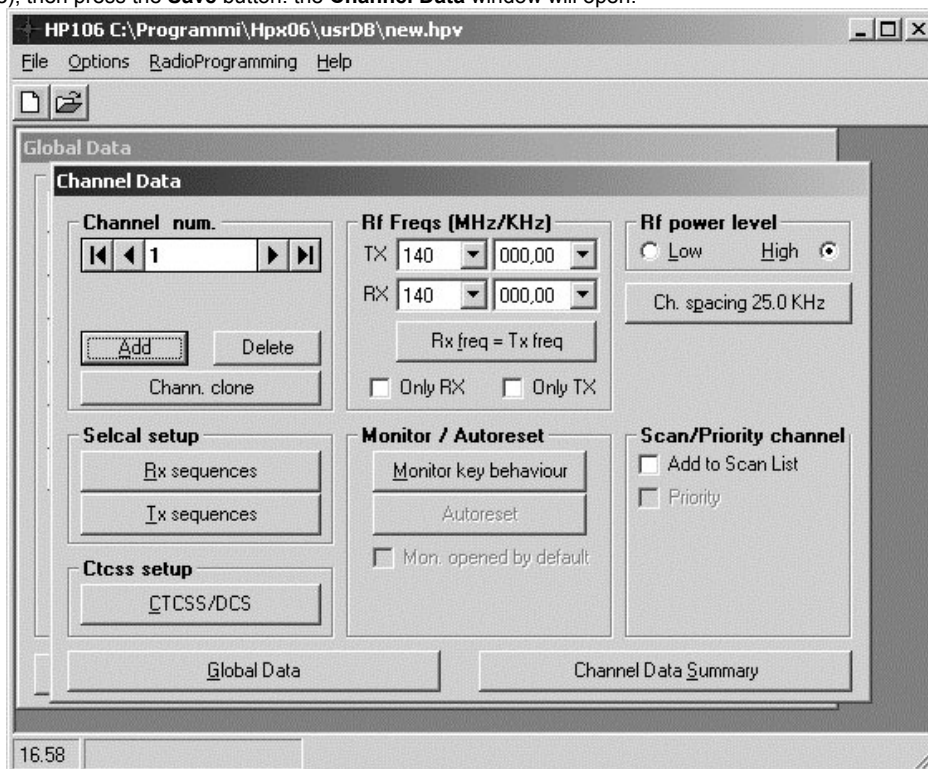 ), then press the Save button. the Channel Data window will open.
HP106 C:\Programmi\Hpx06\usrDB\new.hpv
File Options RadioProgramming Help
Global Data
Channel Data
Channel num.
1
Add Delete
Chann. clone
Rf Freqs (MHz/KHz)
TX 140 000,00
RX 140 000,00
Rx freq = Tx freq
Only RX Only TX
Rf power level
Low High
Ch. spacing 25.0 KHz
Selcal setup
Rx sequences
Tx sequences
Monitor / Autoreset
Monitor key behaviour
Autoreset
Mon. opened by default
Scan/Priority channel
Add to Scan List
Priority
Ctcss setup
CTCSS/DCS
Global Data
Channel Data Summary
16.58